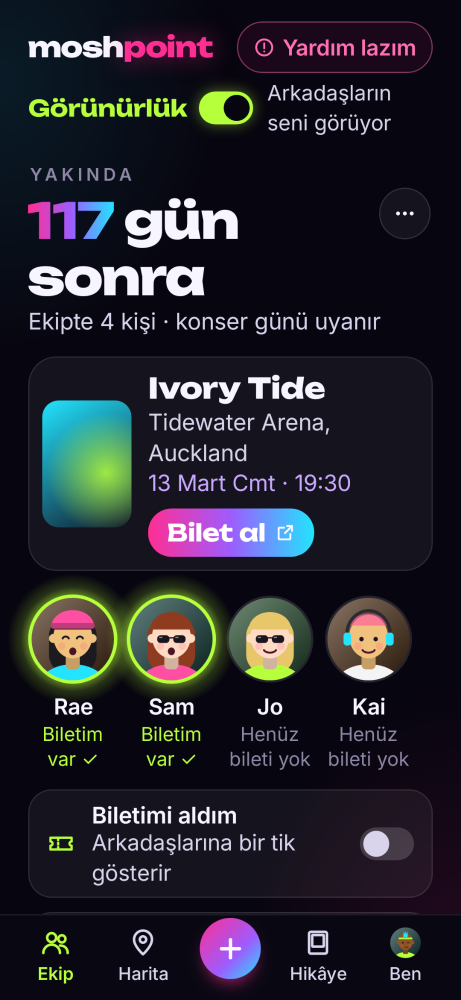 moshpoint
Yardım lazım
Görünürlük
Arkadaşların
seni görüyor
YAKINDA
117 gün
sonra
Ekipte 4 kişi · konser günü uyanır
Ivory Tide
Tidewater Arena,
Auckland
13 Mart Cmt · 19:30
Bilet al
Rae
Biletim
var ✓
Sam
Biletim
var ✓
Jo
Henüz
bileti yok
Kai
Henüz
bileti yok
Biletimi aldım
Arkadaşlarına bir tik
gösterir
Ekip
Harita
Hikâye
Ben